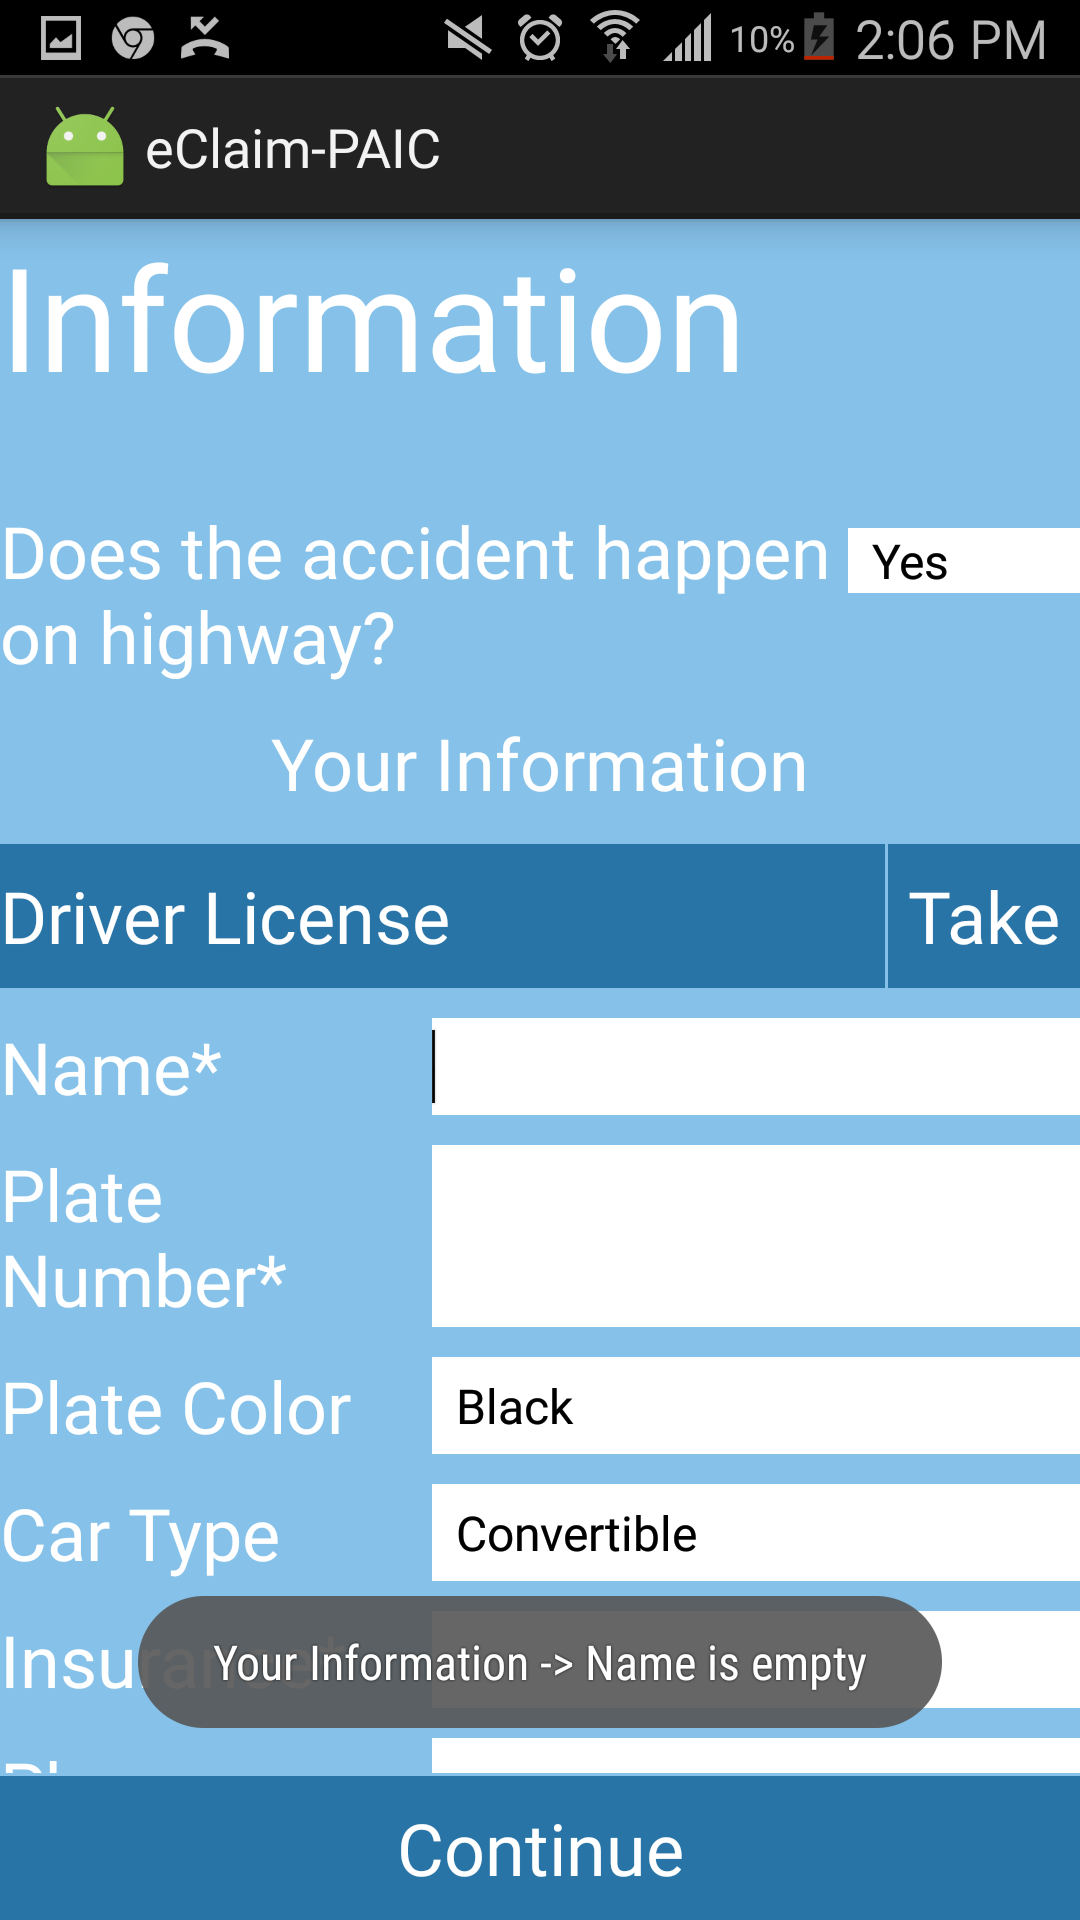 10% 2:06 PM
eClaim-PAIC
Information
Does the accident happen
on highway?
Yes
Your Information
Driver License
Take
Name*
Plate
Number*
Plate Color
Black
Car Type
Convertible
Your Information -> Name is empty
Continue